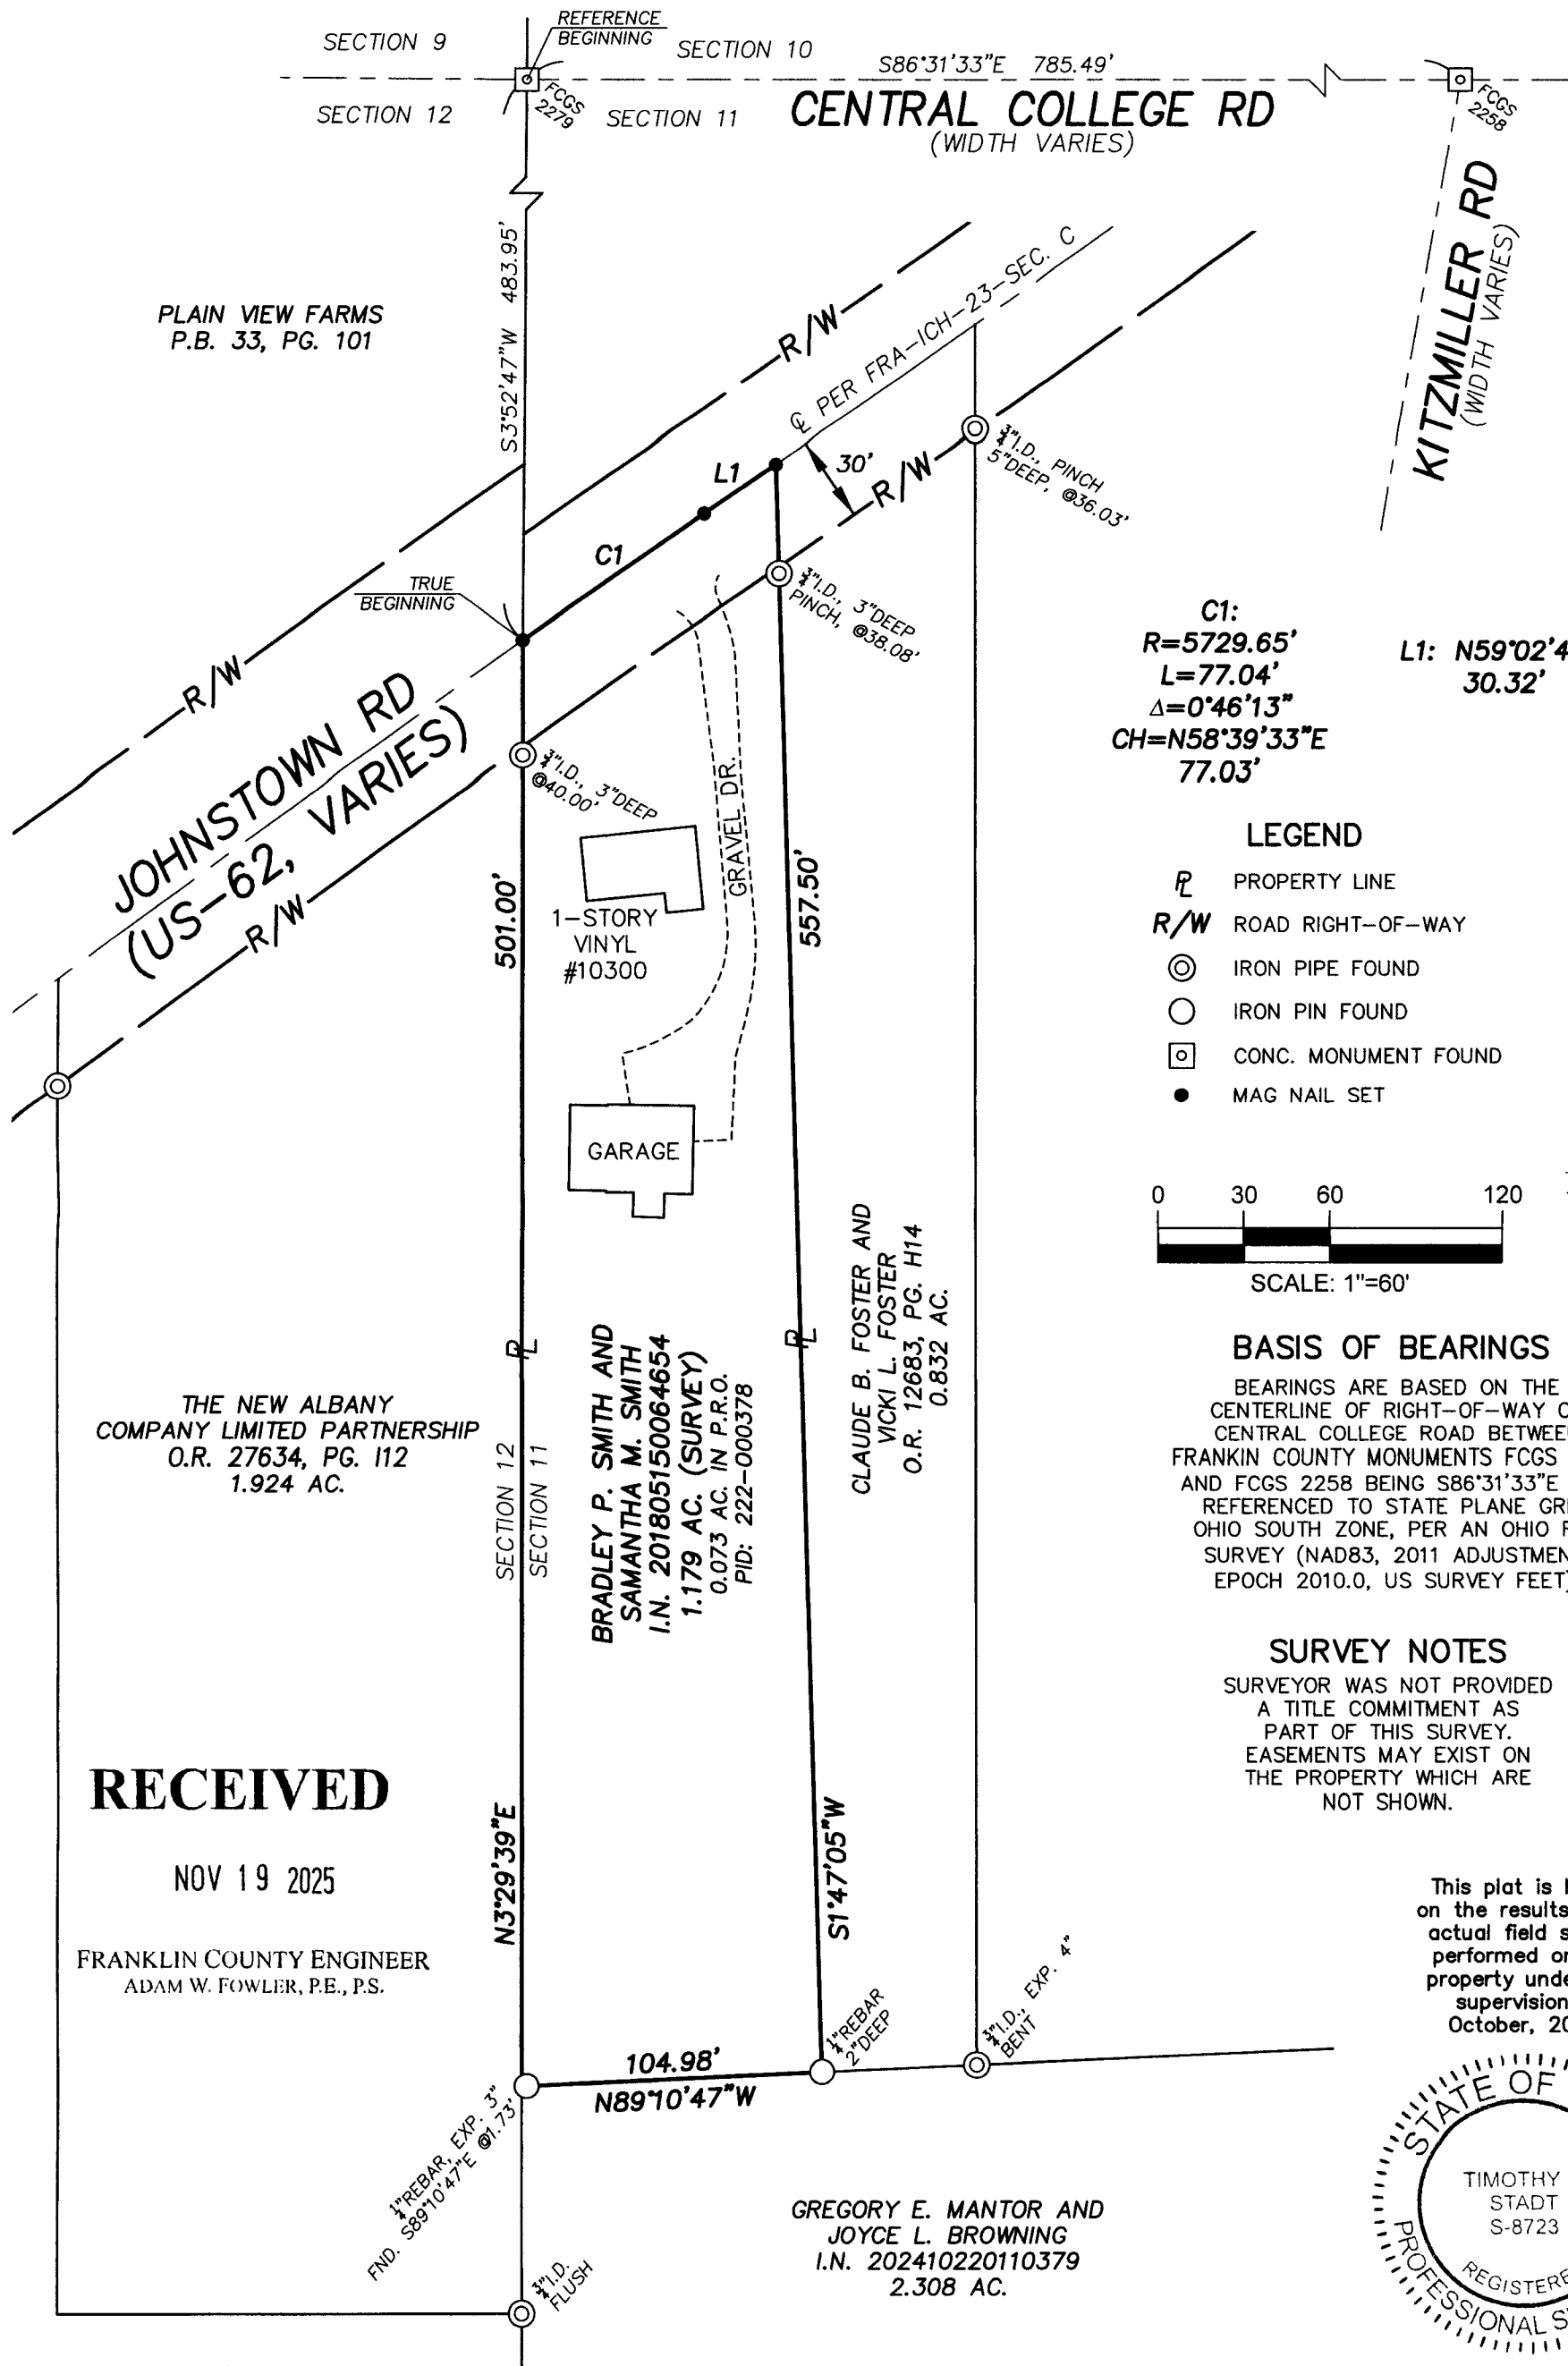 SECTION 9
REFERENCE
BEGINNING
SECTION 10
S86°31'33"E 785.49'
FCGS
2279
FCGS
2258
SECTION 12
SECTION 11
CENTRAL COLLEGE RD
(WIDTH VARIES)
KITZMILLER RD
(WIDTH VARIES)
S3°52'47"W 483.95'
PLAIN VIEW FARMS
P.B. 33, PG. 101
R/W
℄ PER FRA-ICH-23-SEC. C
30'
R/W
¾"I.D., PINCH
5"DEEP, @36.03'
L1
C1
TRUE
BEGINNING
¾"I.D., 3"DEEP
PINCH, @38.08'
C1:
R=5729.65'
L=77.04'
Δ=0°46'13"
CH=N58°39'33"E
77.03'
L1: N59°02'4
30.32'
R/W
JOHNSTOWN RD
(US-62, VARIES)
R/W
¾"I.D., 3"DEEP
@40.00'
GRAVEL DR.
1-STORY
VINYL
#10300
501.00'
557.50'
LEGEND
PL PROPERTY LINE
R/W ROAD RIGHT-OF-WAY
IRON PIPE FOUND
IRON PIN FOUND
CONC. MONUMENT FOUND
MAG NAIL SET
GARAGE
0 30 60 120
SCALE: 1"=60'
PL
PL
CLAUDE B. FOSTER AND
VICKI L. FOSTER
O.R. 12683, PG. H14
0.832 AC.
BRADLEY P. SMITH AND
SAMANTHA M. SMITH
I.N. 201805150064654
1.179 AC. (SURVEY)
0.073 AC. IN P.R.O.
PID: 222-000378
THE NEW ALBANY
COMPANY LIMITED PARTNERSHIP
O.R. 27634, PG. I12
1.924 AC.
SECTION 12
SECTION 11
BASIS OF BEARINGS
BEARINGS ARE BASED ON THE
CENTERLINE OF RIGHT-OF-WAY O
CENTRAL COLLEGE ROAD BETWEE
FRANKIN COUNTY MONUMENTS FCGS
AND FCGS 2258 BEING S86°31'33"E
REFERENCED TO STATE PLANE GR
OHIO SOUTH ZONE, PER AN OHIO
SURVEY (NAD83, 2011 ADJUSTMEN
EPOCH 2010.0, US SURVEY FEET)
SURVEY NOTES
SURVEYOR WAS NOT PROVIDED
A TITLE COMMITMENT AS
PART OF THIS SURVEY.
EASEMENTS MAY EXIST ON
THE PROPERTY WHICH ARE
NOT SHOWN.
RECEIVED
NOV 19 2025
FRANKLIN COUNTY ENGINEER
ADAM W. FOWLER, P.E., P.S.
N3°29'39"E
S1°47'05"W
This plat is
on the results
actual field s
performed or
property unde
supervision
October, 20
¼"REBAR
2"DEEP
¾"I.D., EXP. 4"
BENT
104.98'
N89°10'47"W
¼"REBAR, EXP. 3"
FND. S89°10'47"E @1.73'
¾"I.D.
FLUSH
GREGORY E. MANTOR AND
JOYCE L. BROWNING
I.N. 202410220110379
2.308 AC.
STATE OF
TIMOTHY
STADT
S-8723
REGISTERE
PROFESSIONAL S